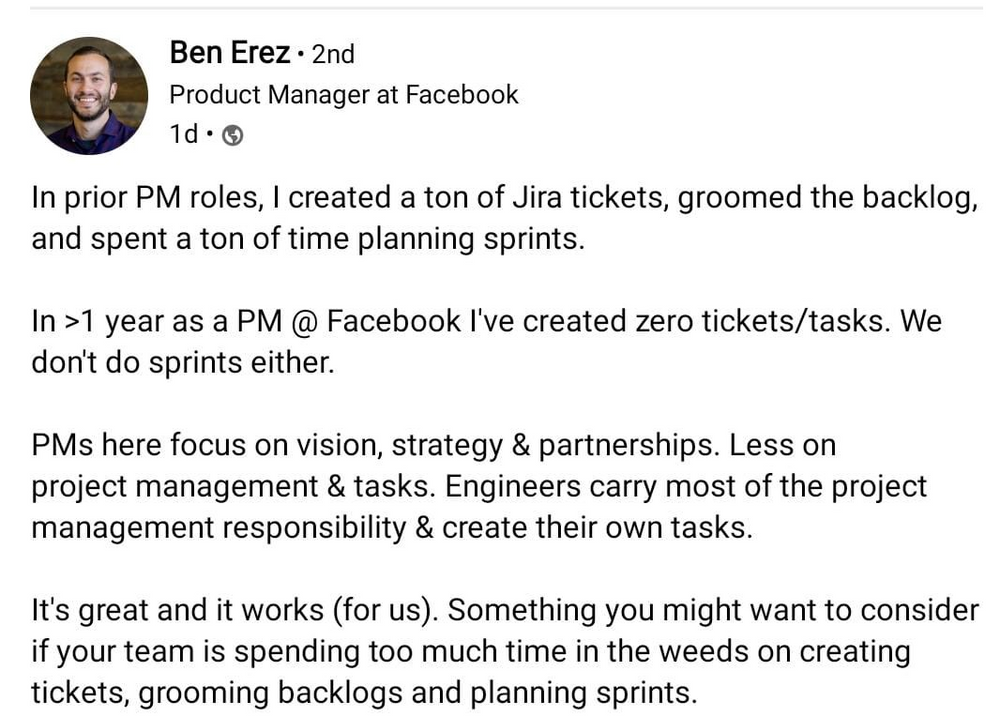 Ben Erez • 2nd
Product Manager at Facebook
1d •
In prior PM roles, I created a ton of Jira tickets, groomed the backlog,
and spent a ton of time planning sprints.
In >1 year as a PM @ Facebook I've created zero tickets/tasks. We
don't do sprints either.
PMs here focus on vision, strategy & partnerships. Less on
project management & tasks. Engineers carry most of the project
management responsibility & create their own tasks.
It's great and it works (for us). Something you might want to consider
if your team is spending too much time in the weeds on creating
tickets, grooming backlogs and planning sprints.